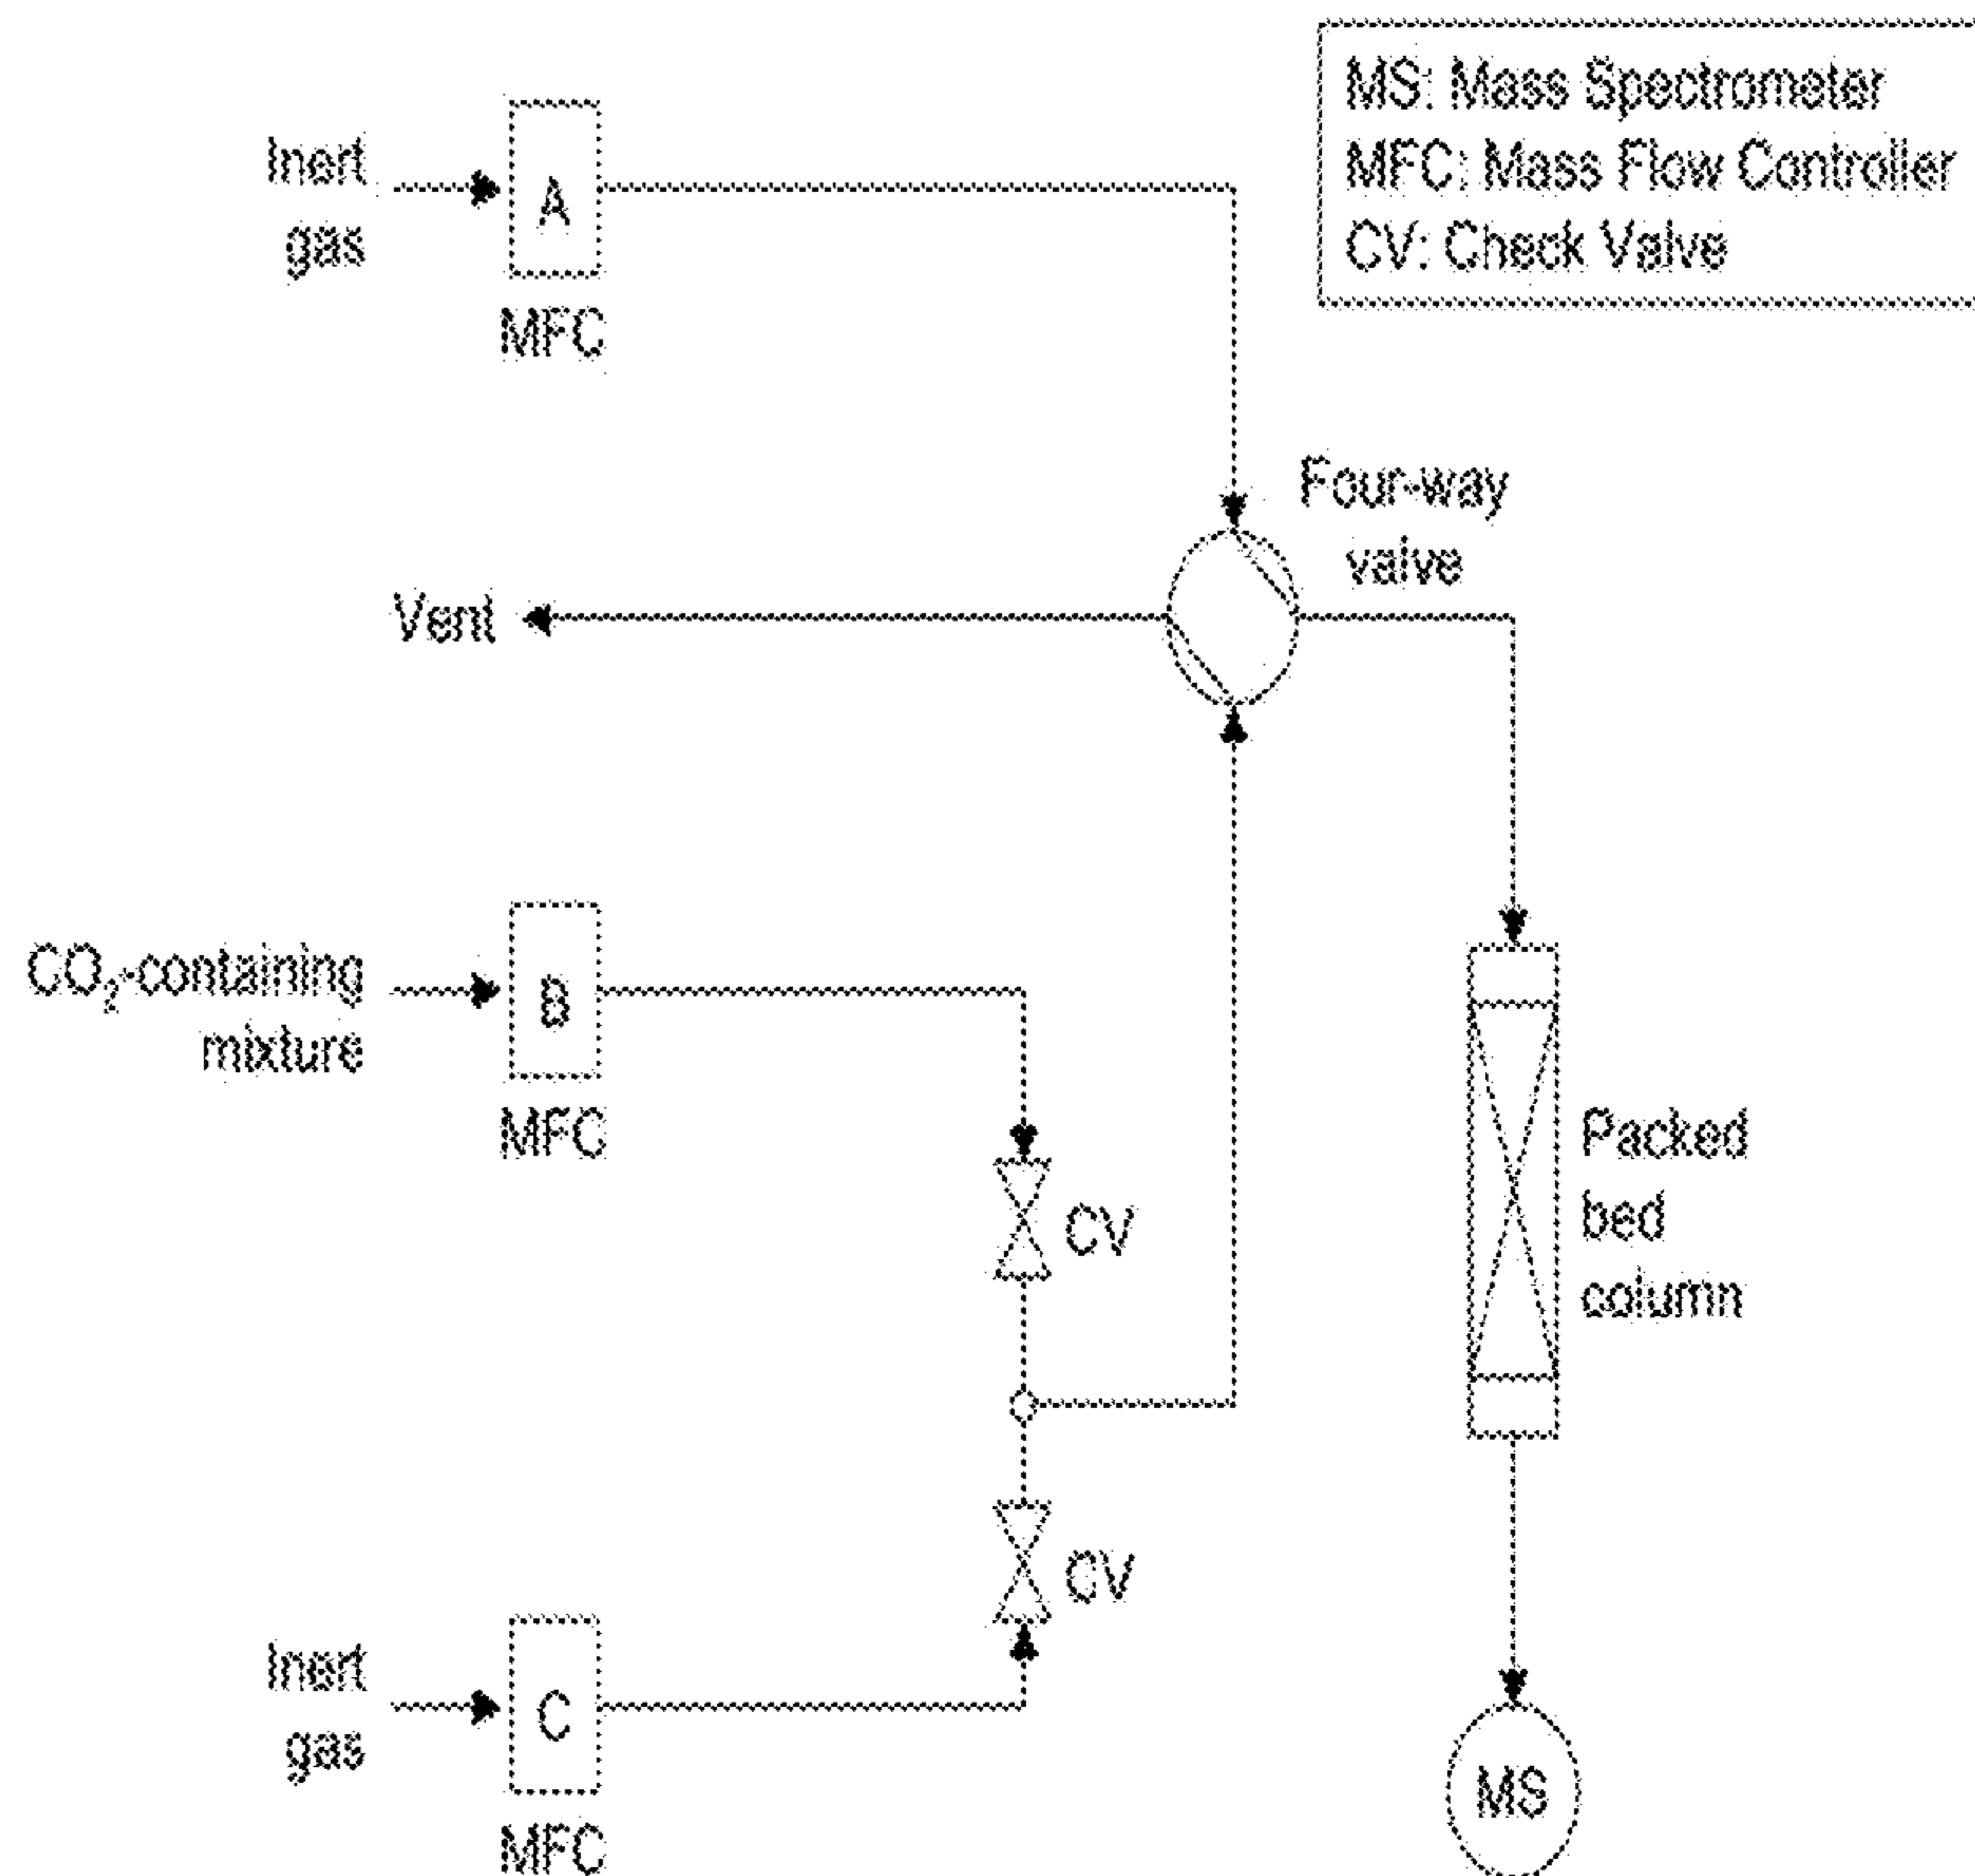 MS: Mass Spectrometer
MFC: Mass Flow Controller
CV: Check Valve
Inert
gas
A
MFC
Four-way
valve
Vent
CO₂-containing
mixture
B
MFC
CV
Packed
bed
column
CV
Inert
gas
C
MFC
MS